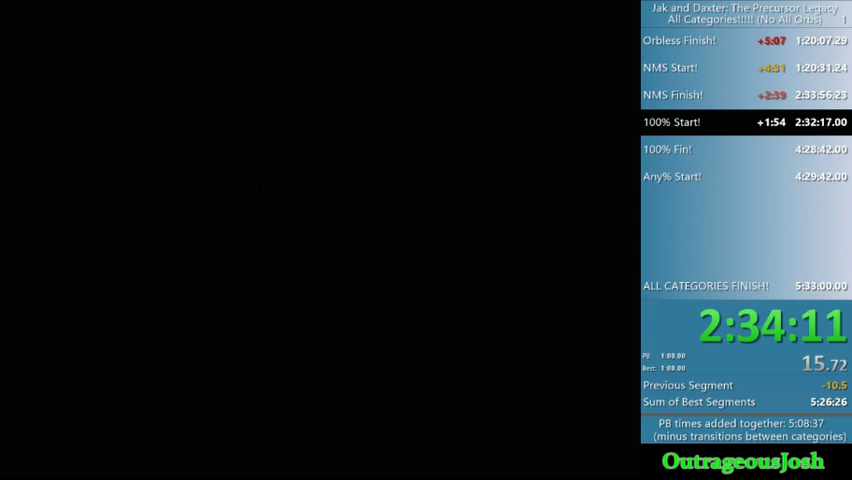 Jak and Daxter: The Precursor Legacy
All Categories!!!!! (No All Orbs) 1
Orbless Finish! +5:07 1:20:07.29
NMS Start! +4:31 1:20:31.24
NMS Finish! +2:39 2:33:56.23
100% Start! +1:54 2:32:17.00
100% Fin! 4:28:42.00
Any% Start! 4:29:42.00
ALL CATEGORIES FINISH! 5:33:00.00
2:34:11
PB: 1:00.00
Best: 1:00.00
15.72
Previous Segment -10.5
Sum of Best Segments 5:26:26
PB times added together: 5:08:37
(minus transitions between categories)
OutrageousJosh